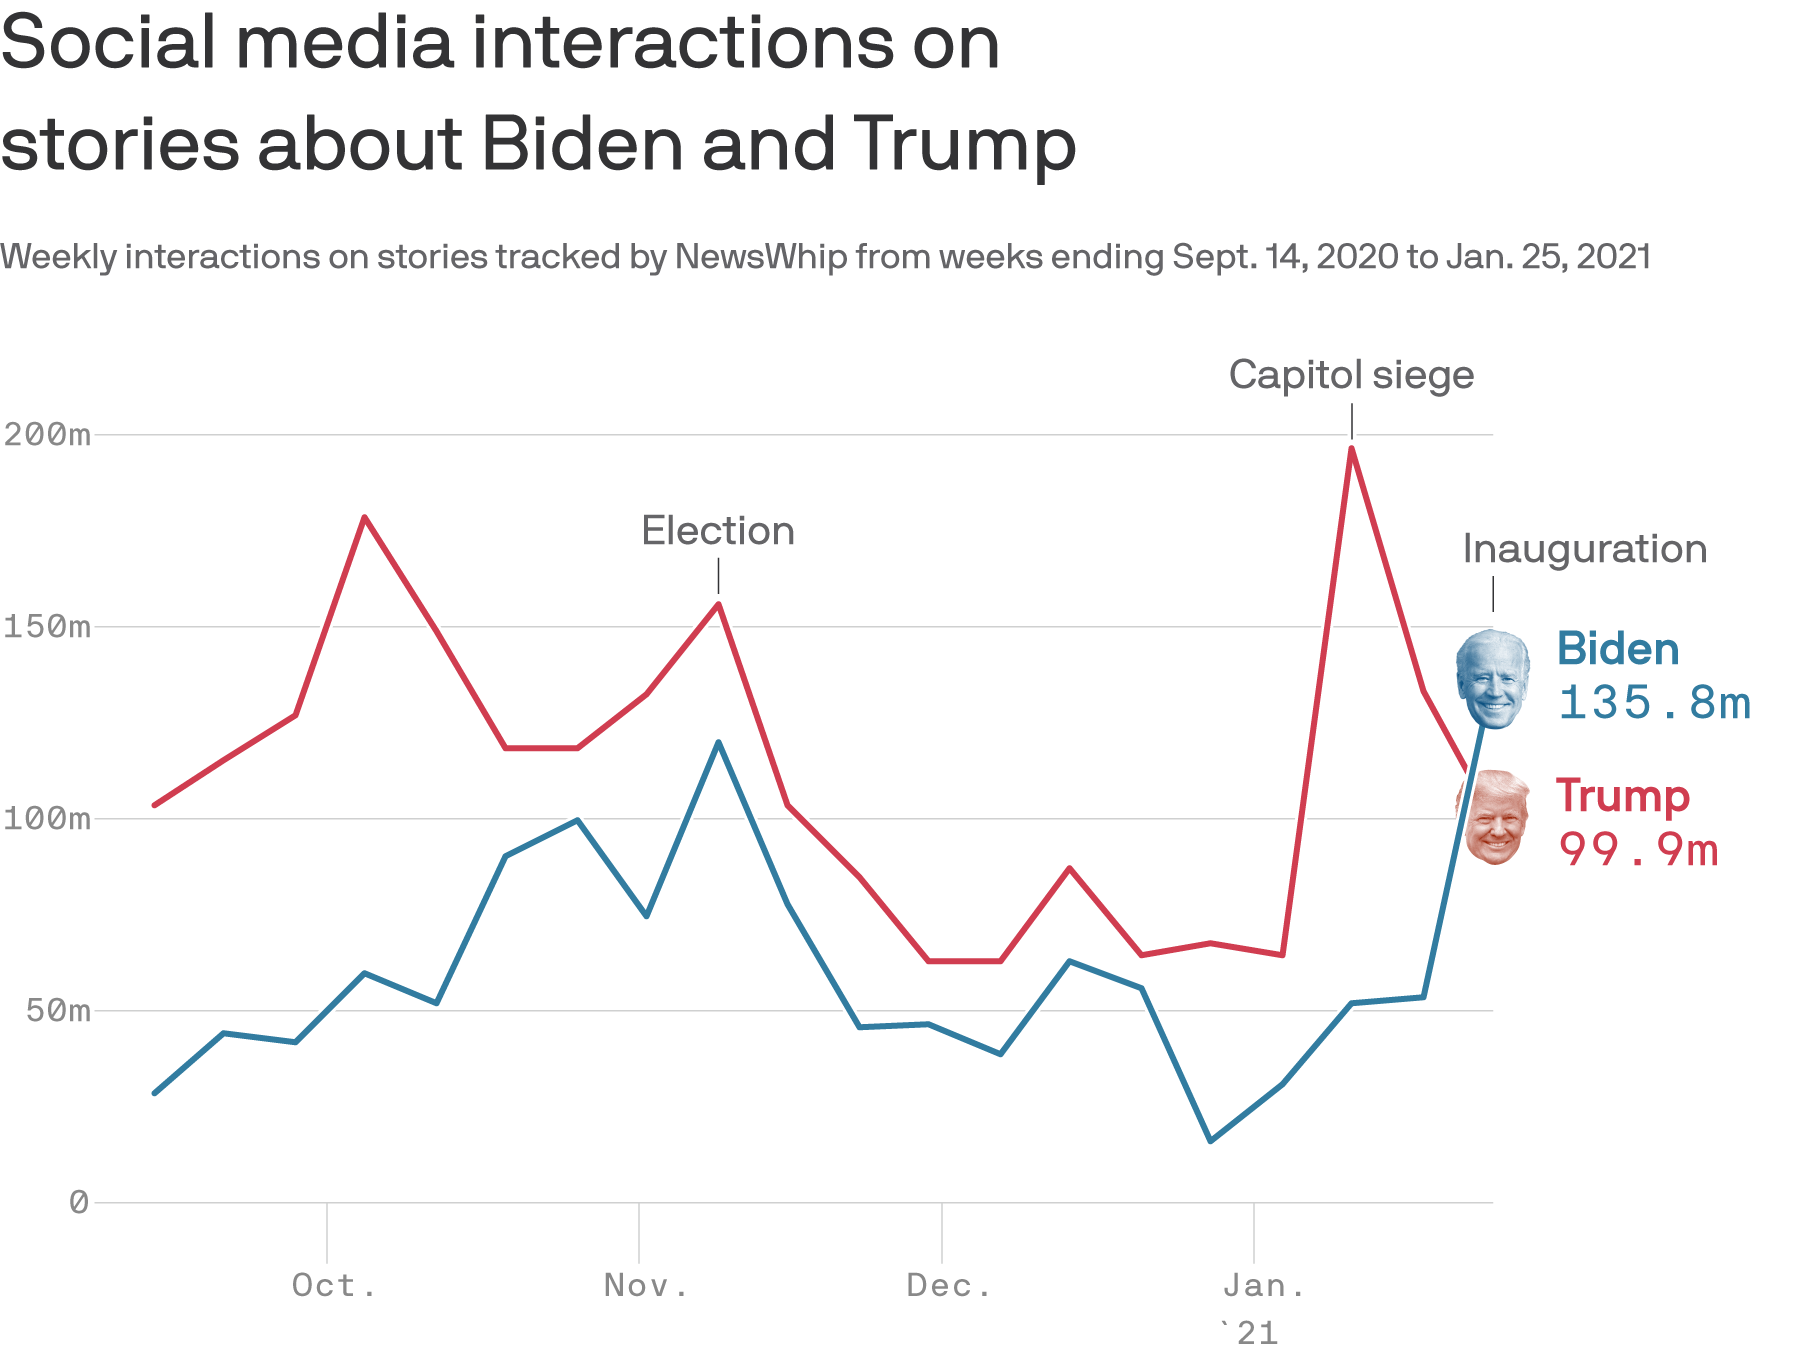 Social media interactions on
stories about Biden and Trump
Weekly interactions on stories tracked by NewsWhip from weeks ending Sept. 14, 2020 to Jan. 25, 2021
Capitol siege
200m
Election
Inauguration
150m
Biden
135.8m
Trump
100m
99.9m
50m
0
Oct. Nov. Dec. Jan.
`21